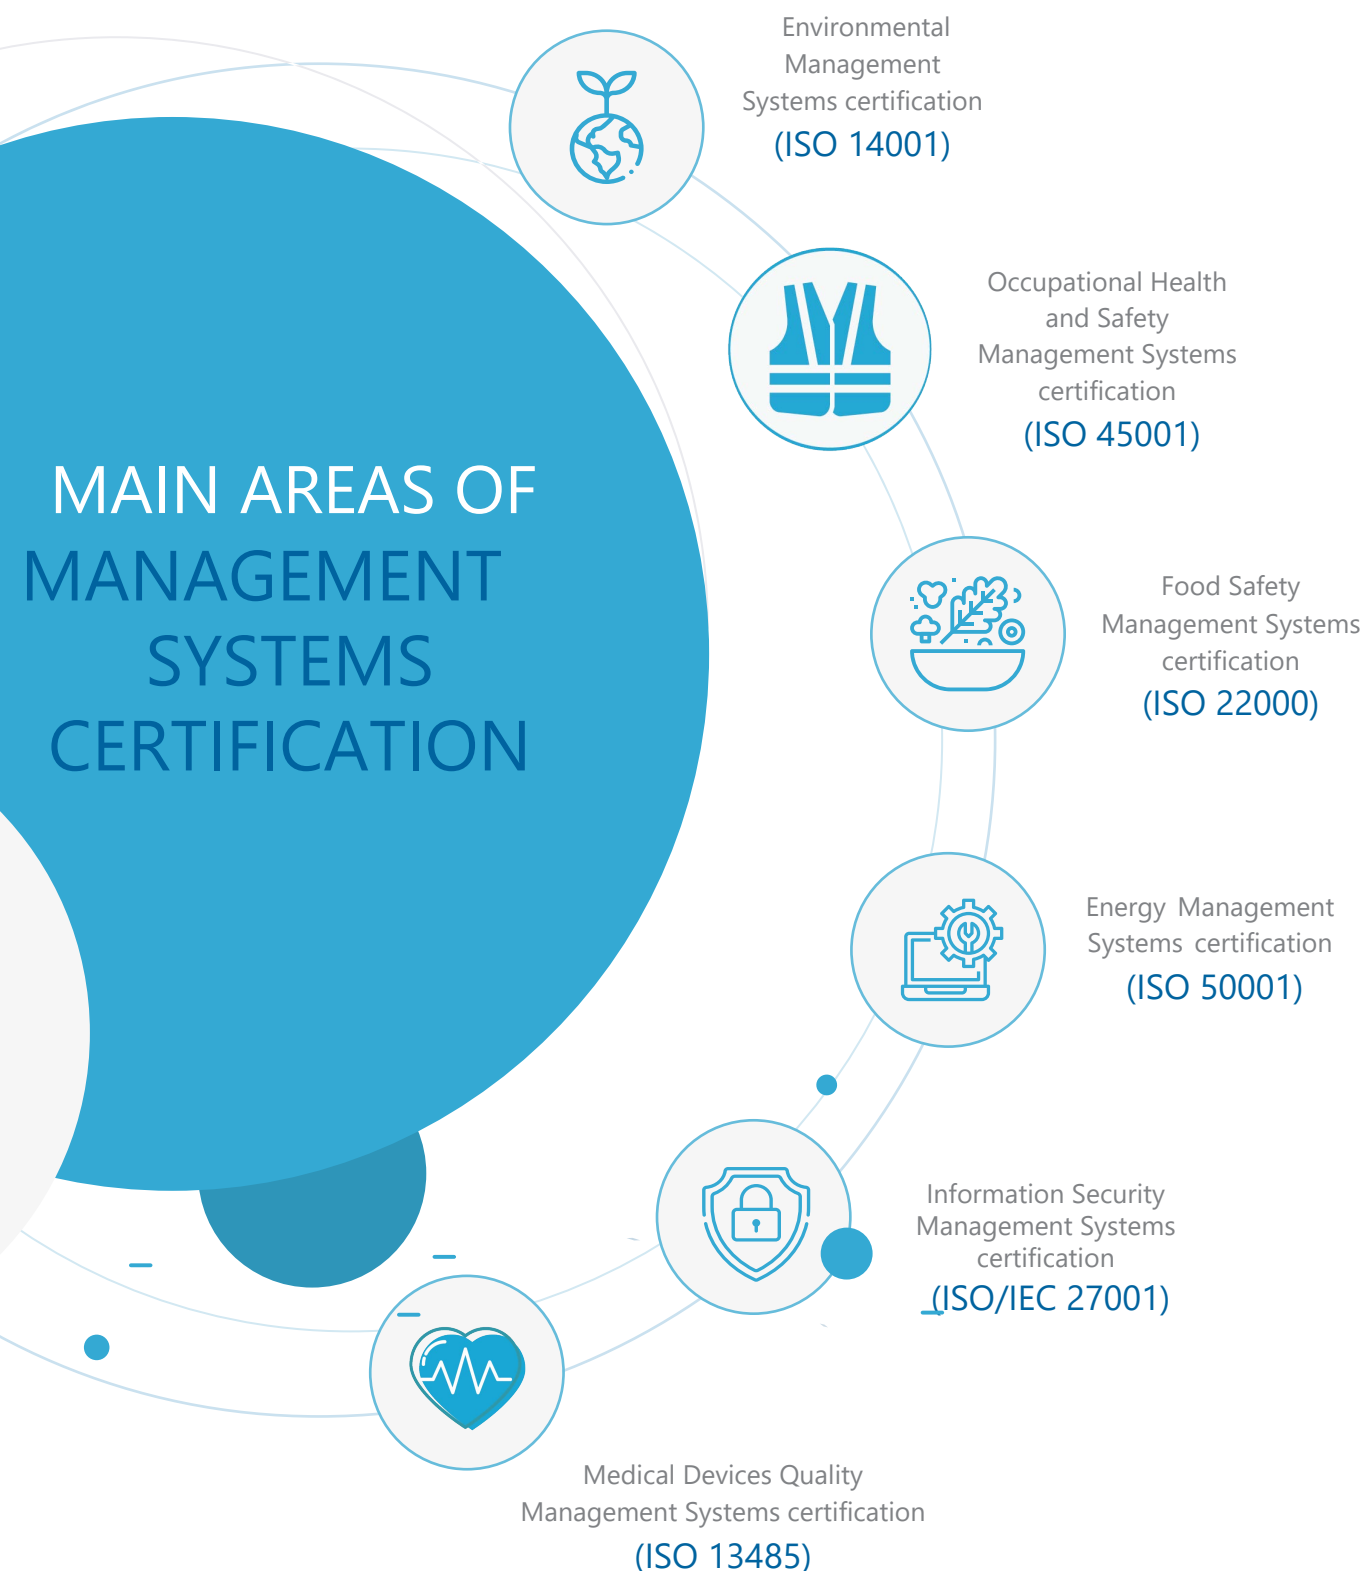 Environmental
Management
Systems certification
(ISO 14001)
Occupational Health
and Safety
Management Systems
certification
(ISO 45001)
MAIN AREAS OF
MANAGEMENT
SYSTEMS
CERTIFICATION
Food Safety
Management Systems
certification
(ISO 22000)
Energy Management
Systems certification
(ISO 50001)
Information Security
Management Systems
certification
(ISO/IEC 27001)
Medical Devices Quality
Management Systems certification
(ISO 13485)